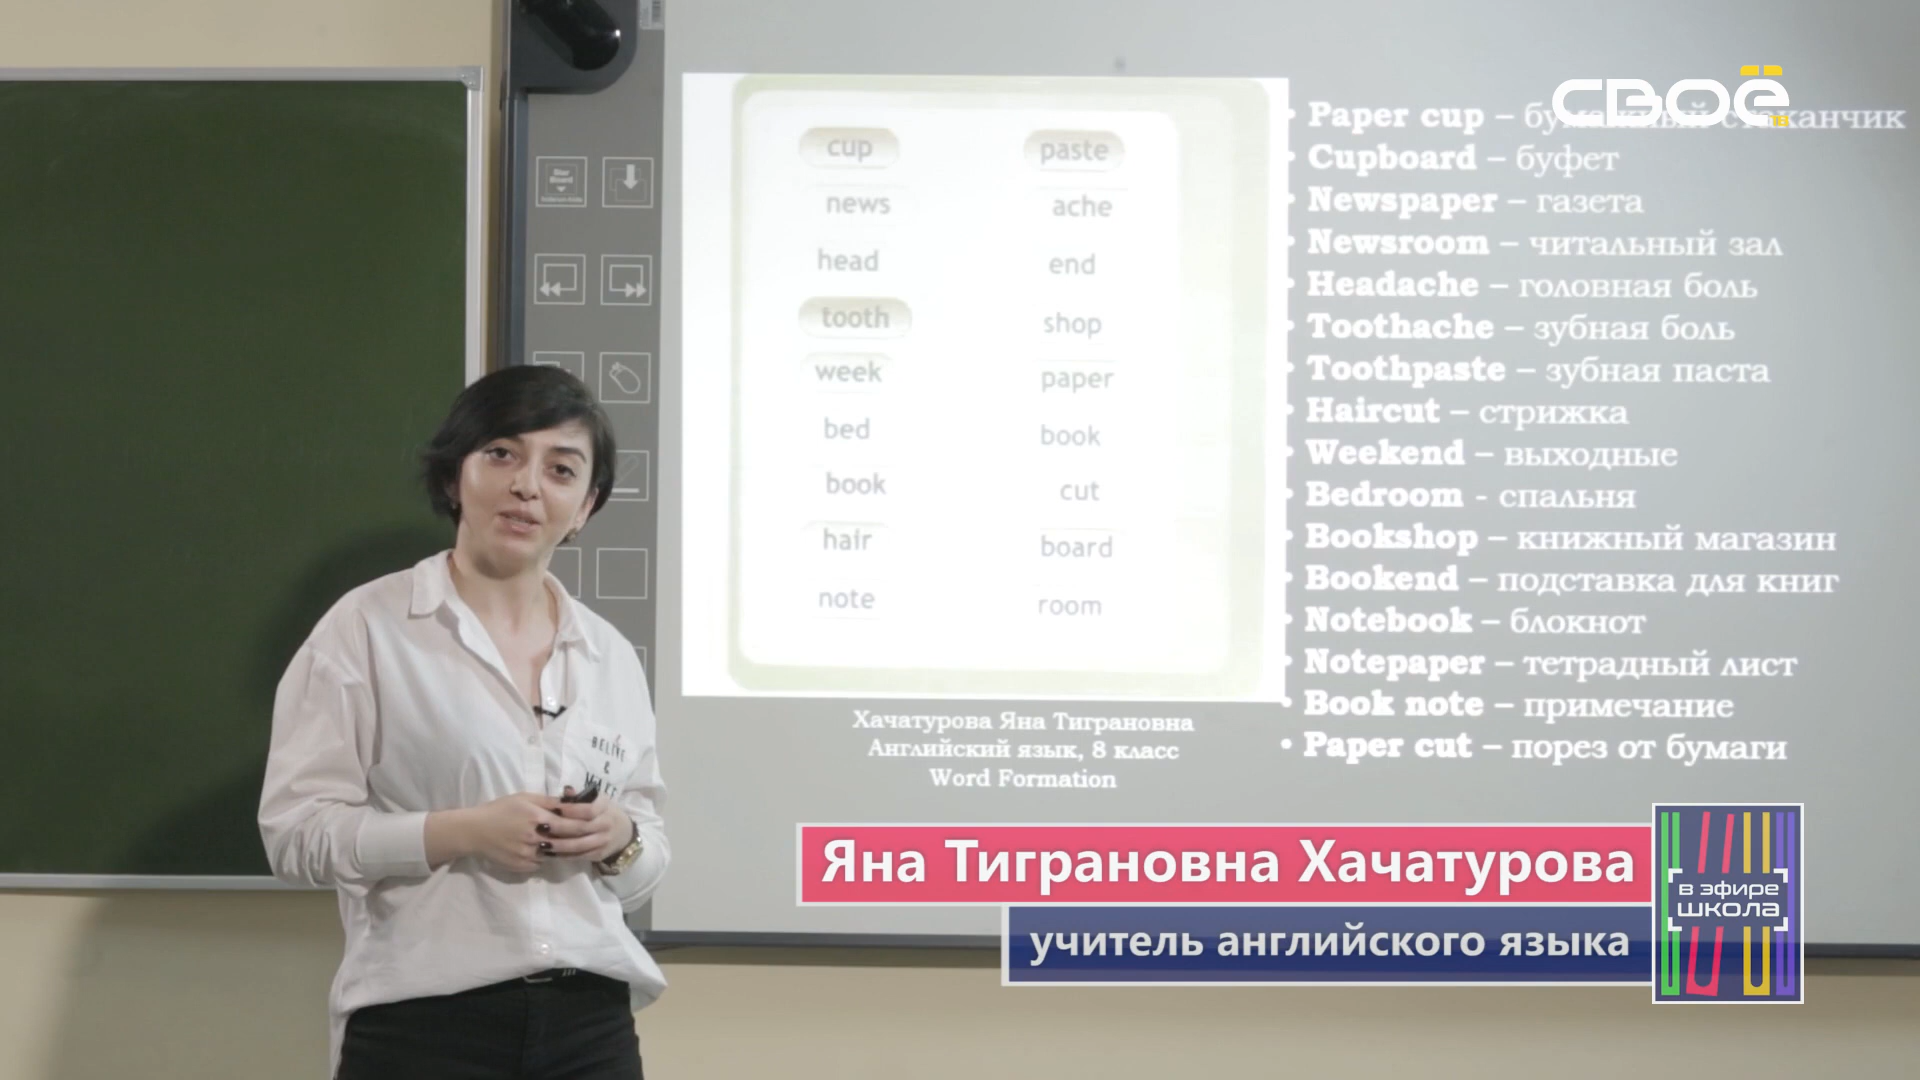 СВОЁ
ТВ
cup
paste
news
ache
head
end
tooth
shop
week
paper
bed
book
book
cut
hair
board
note
room
• Paper cup – бумажный стаканчик
• Cupboard – буфет
• Newspaper – газета
• Newsroom – читальный зал
• Headache – головная боль
• Toothache – зубная боль
• Toothpaste – зубная паста
• Haircut – стрижка
• Weekend – выходные
• Bedroom - спальня
• Bookshop – книжный магазин
• Bookend – подставка для книг
• Notebook – блокнот
• Notepaper – тетрадный лист
• Book note – примечание
• Paper cut – порез от бумаги
Хачатурова Яна Тиграновна
Английский язык, 8 класс
Word Formation
Star
Board
&
Яна Тиграновна Хачатурова
учитель английского языка
в эфире
школа